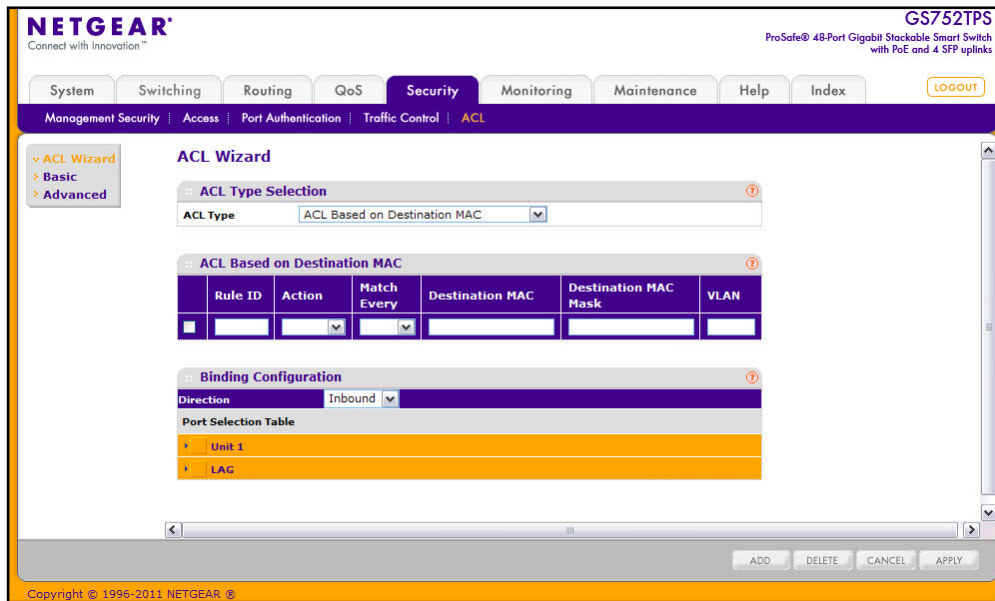 NETGEAR®
Connect with Innovation™
GS752TPS
ProSafe® 48-Port Gigabit Stackable Smart Switch
with PoE and 4 SFP uplinks
System Switching Routing QoS Security Monitoring Maintenance Help Index LOGOUT
Management Security | Access | Port Authentication | Traffic Control | ACL
ACL Wizard
Basic
Advanced
ACL Wizard
ACL Type Selection ?
ACL Type ACL Based on Destination MAC
ACL Based on Destination MAC ?
Rule ID Action Match Every Destination MAC Destination MAC Mask VLAN
Binding Configuration ?
Direction Inbound
Port Selection Table
Unit 1
LAG
ADD DELETE CANCEL APPLY
Copyright © 1996-2011 NETGEAR ®